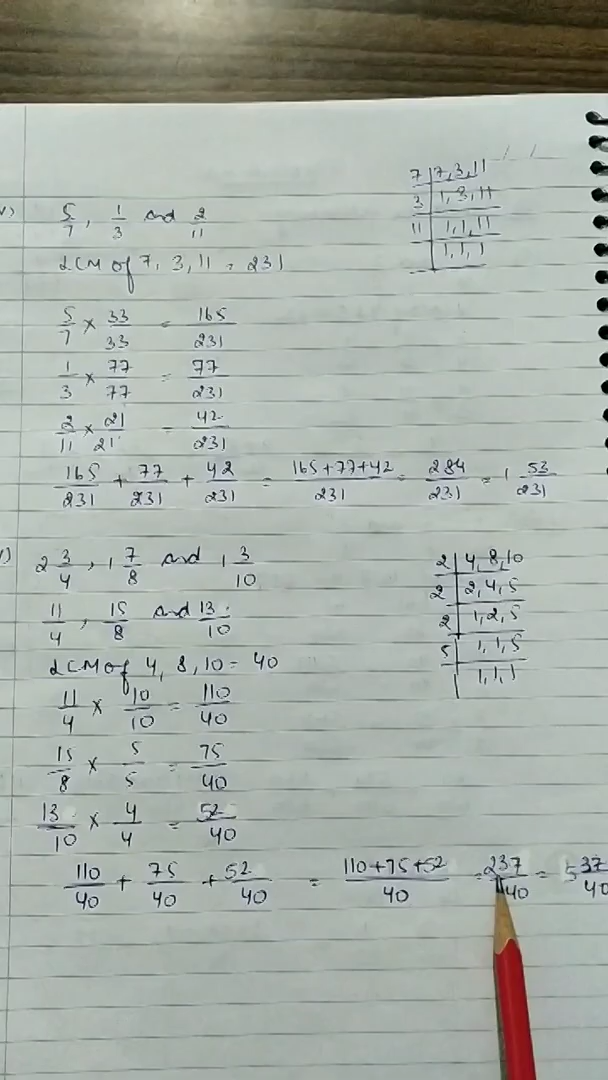 v) 5/7, 1/3 and 2/11
LCM of 7, 3, 11 = 231
7 | 7, 3, 11
3 | 1, 3, 11
11 | 1, 1, 11
1, 1, 1
5/7 × 33/33 = 165/231
1/3 × 77/77 = 77/231
2/11 × 21/21 = 42/231
165/231 + 77/231 + 42/231 = 165+77+42/231 = 284/231 = 1 53/231
2 3/4, 1 7/8 and 1 3/10
11/4, 15/8 and 13/10
LCM of 4, 8, 10 = 40
2 | 4, 8, 10
2 | 2, 4, 5
2 | 1, 2, 5
5 | 1, 1, 5
1, 1, 1
11/4 × 10/10 = 110/40
15/8 × 5/5 = 75/40
13/10 × 4/4 = 52/40
110/40 + 75/40 + 52/40 = 110+75+52/40 = 237/40 = 5 37/40